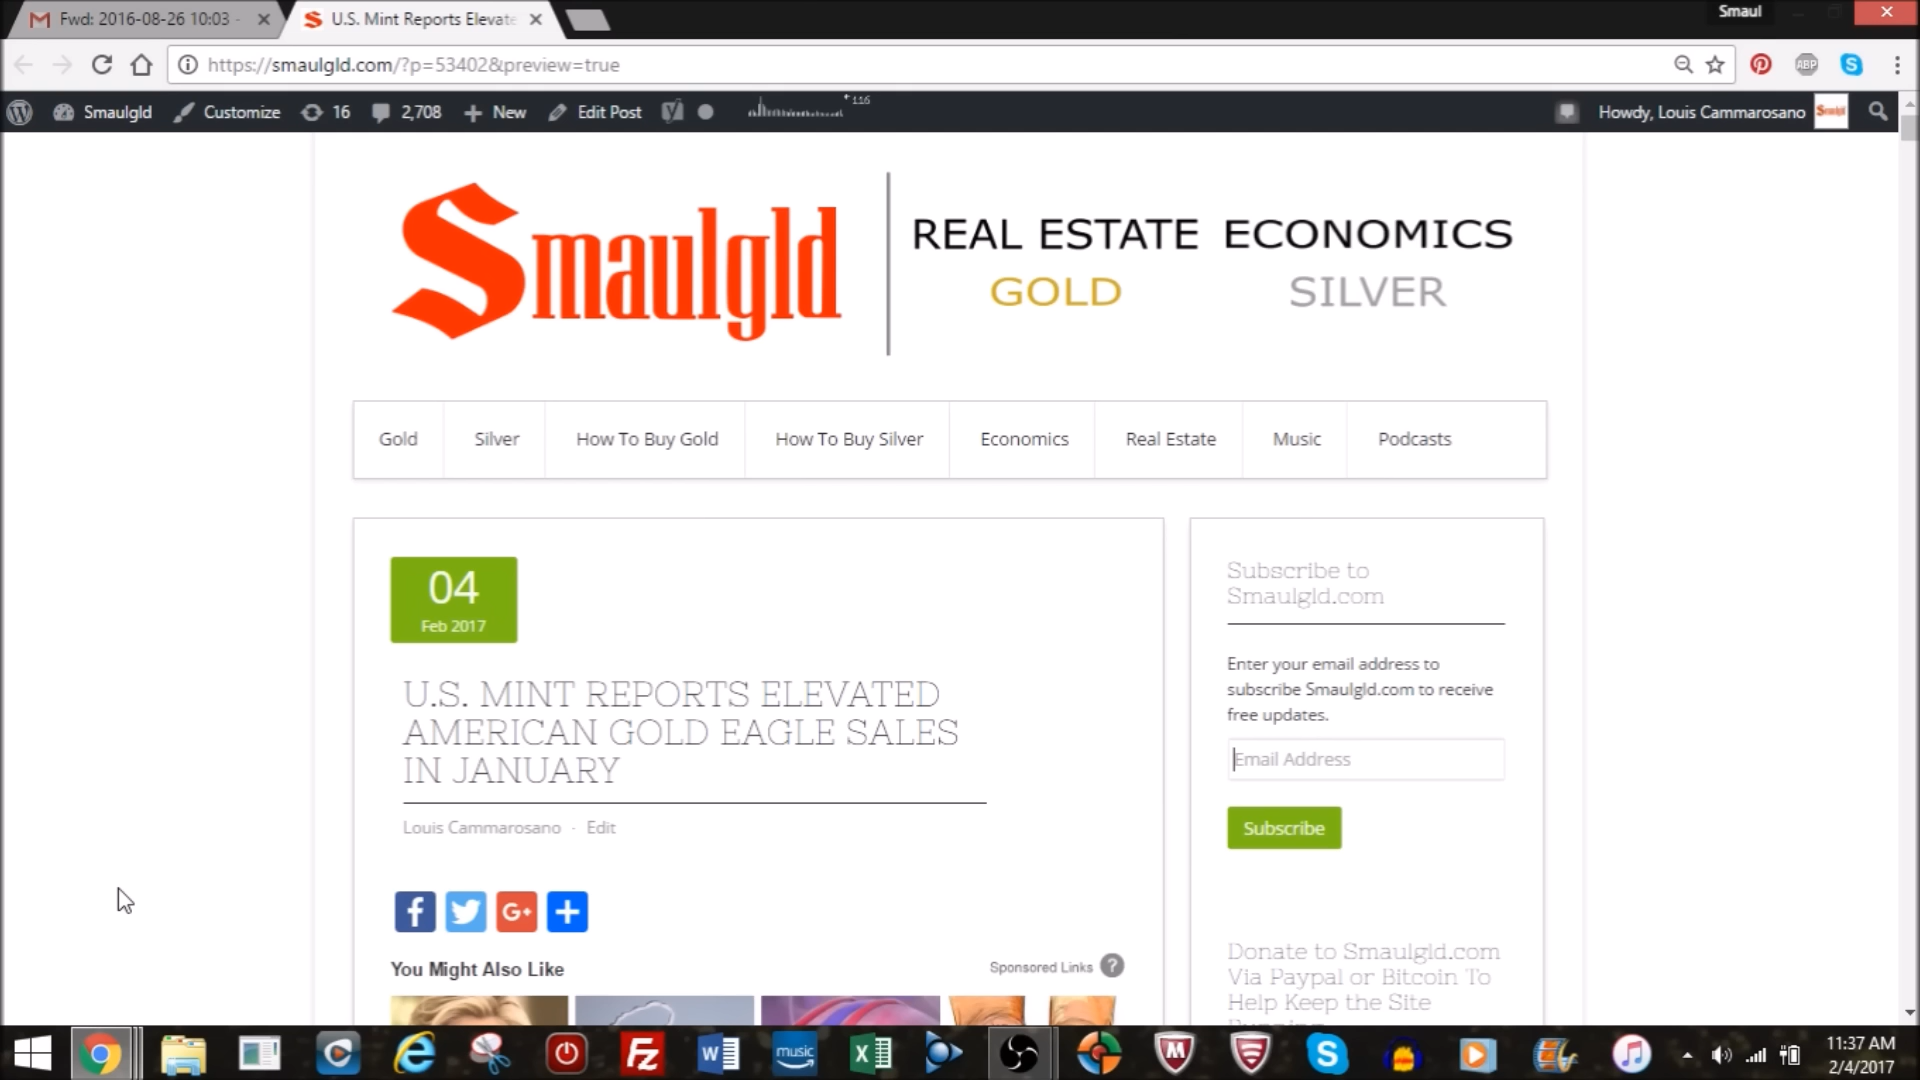 Fwd: 2016-08-26 10:03 -
U.S. Mint Reports Elevate
Smaul
https://smaulgld.com/?p=53402&preview=true
ABP
Smaulgld
Customize
16
2,708
New
Edit Post
116
Howdy, Louis Cammarosano
Smaulgld
REAL ESTATE ECONOMICS
GOLD SILVER
Gold
Silver
How To Buy Gold
How To Buy Silver
Economics
Real Estate
Music
Podcasts
04
Feb 2017
U.S. MINT REPORTS ELEVATED
AMERICAN GOLD EAGLE SALES
IN JANUARY
Louis Cammarosano · Edit
You Might Also Like
Sponsored Links ?
Subscribe to
Smaulgld.com
Enter your email address to
subscribe Smaulgld.com to receive
free updates.
Email Address
Subscribe
Donate to Smaulgld.com
Via Paypal or Bitcoin To
Help Keep the Site
music
11:37 AM
2/4/2017